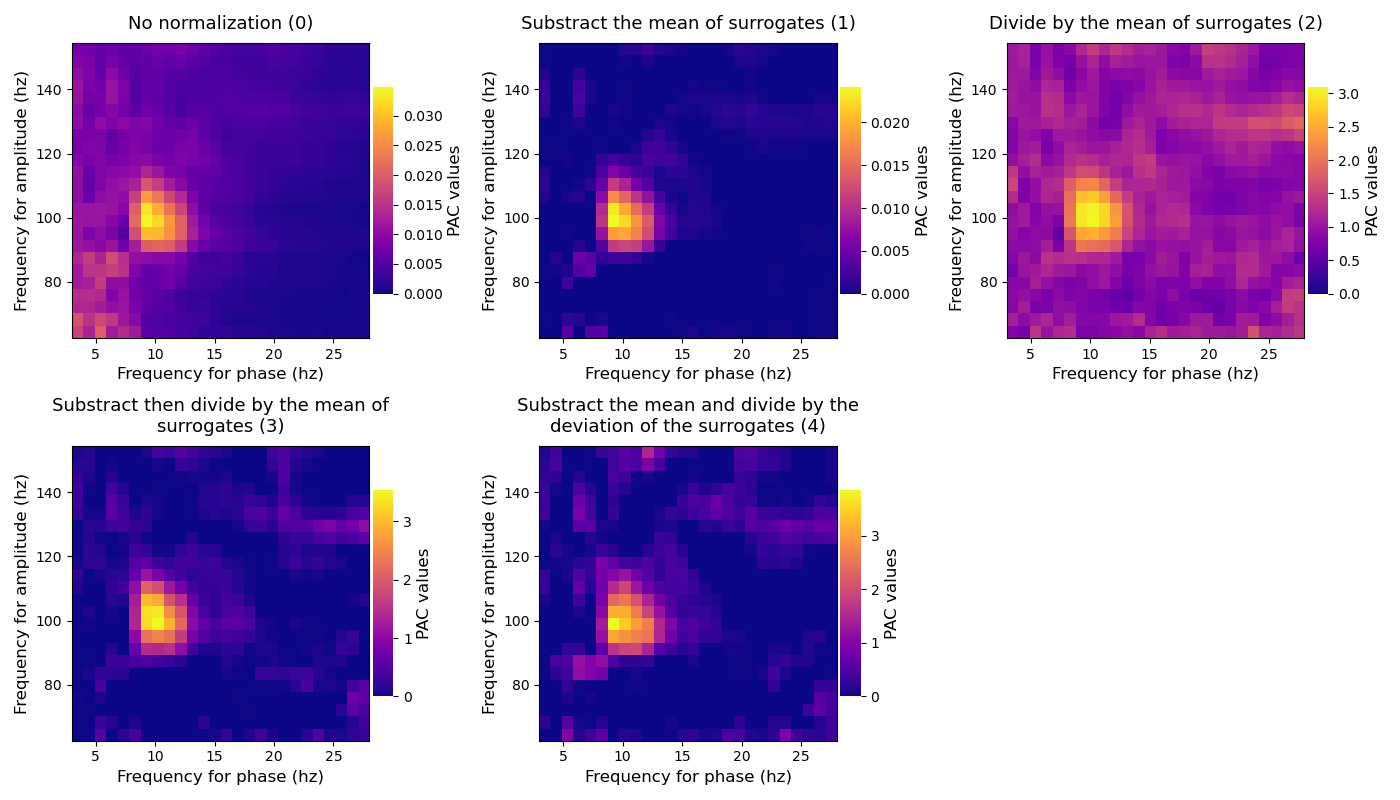 No normalization (0)
Frequency for amplitude (hz)
140
120
100
80
5 10 15 20 25
Frequency for phase (hz)
0.030
0.025
0.020
0.015
0.010
0.005
0.000
PAC values
Substract the mean of surrogates (1)
Frequency for amplitude (hz)
140
120
100
80
5 10 15 20 25
Frequency for phase (hz)
0.020
0.015
0.010
0.005
0.000
PAC values
Divide by the mean of surrogates (2)
Frequency for amplitude (hz)
140
120
100
80
5 10 15 20 25
Frequency for phase (hz)
3.0
2.5
2.0
1.5
1.0
0.5
0.0
PAC values
Substract then divide by the mean of
surrogates (3)
Frequency for amplitude (hz)
140
120
100
80
5 10 15 20 25
Frequency for phase (hz)
3
2
1
0
PAC values
Substract the mean and divide by the
deviation of the surrogates (4)
Frequency for amplitude (hz)
140
120
100
80
5 10 15 20 25
Frequency for phase (hz)
3
2
1
0
PAC values